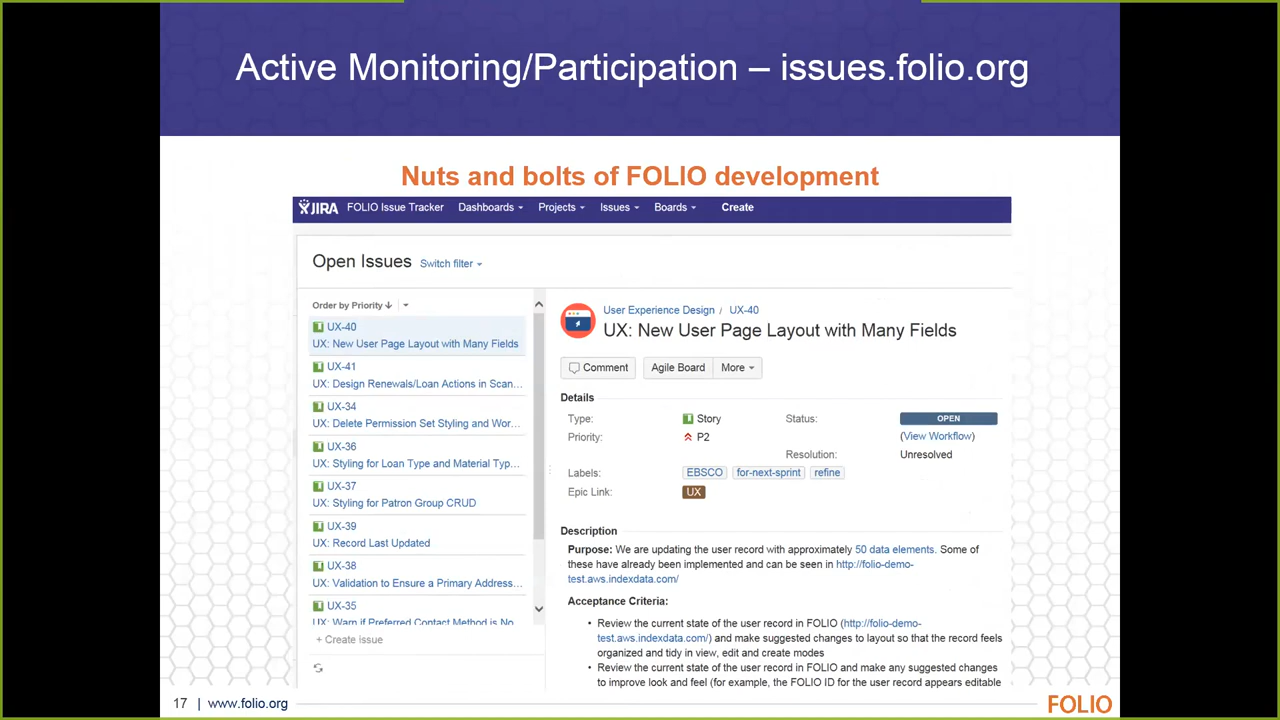 Active Monitoring/Participation – issues.folio.org
Nuts and bolts of FOLIO development
JIRA FOLIO Issue Tracker Dashboards Projects Issues Boards Create
Open Issues Switch filter
Order by Priority
UX-40
UX: New User Page Layout with Many Fields
UX-41
UX: Design Renewals/Loan Actions in Scan...
UX-34
UX: Delete Permission Set Styling and Wor...
UX-36
UX: Styling for Loan Type and Material Typ...
UX-37
UX: Styling for Patron Group CRUD
UX-39
UX: Record Last Updated
UX-38
UX: Validation to Ensure a Primary Address...
UX-35
UX: Warn if Preferred Contact Method is No
+ Create issue
User Experience Design / UX-40
UX: New User Page Layout with Many Fields
Comment Agile Board More
Details
Type: Story Status: OPEN
Priority: P2 (View Workflow)
Resolution: Unresolved
Labels: EBSCO for-next-sprint refine
Epic Link: UX
Description
Purpose: We are updating the user record with approximately 50 data elements. Some of
these have already been implemented and can be seen in http://folio-demo-
test.aws.indexdata.com/
Acceptance Criteria:
• Review the current state of the user record in FOLIO (http://folio-demo-
test.aws.indexdata.com/) and make suggested changes to layout so that the record feels
organized and tidy in view, edit and create modes
• Review the current state of the user record in FOLIO and make any suggested changes
to improve look and feel (for example, the FOLIO ID for the user record appears editable
17 | www.folio.org
FOLIO